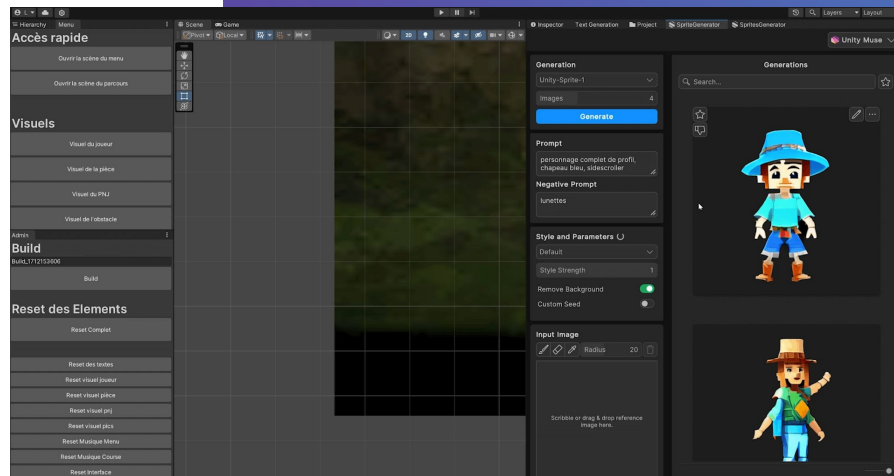 L
Layers
Layout
Hierarchy
Menu
Scene
Game
Inspector
Text Generation
Project
SpriteGenerator
SpritesGenerator
Accès rapide
Ouvrir la scène du menu
Ouvrir la scène du parcours
Visuels
Visuel du joueur
Visuel de la pièce
Visuel du PNJ
Visuel de l'obstacle
Admin
Build
Build_1712153606
Build
Reset des Elements
Reset Complet
Reset des textes
Reset visuel joueur
Reset visuel pièce
Reset visuel pnj
Reset visuel pics
Reset Musique Menu
Reset Musique Course
Reset Interface
Pivot
Local
2D
Unity Muse
Generation
Unity-Sprite-1
Images 4
Generate
Prompt
personnage complet de profil,
chapeau bleu, sidescroller
Negative Prompt
lunettes
Style and Parameters
Default
Style Strength 1
Remove Background
Custom Seed
Input Image
Radius 20
Scribble or drag & drop reference
image here.
Generations
Search...